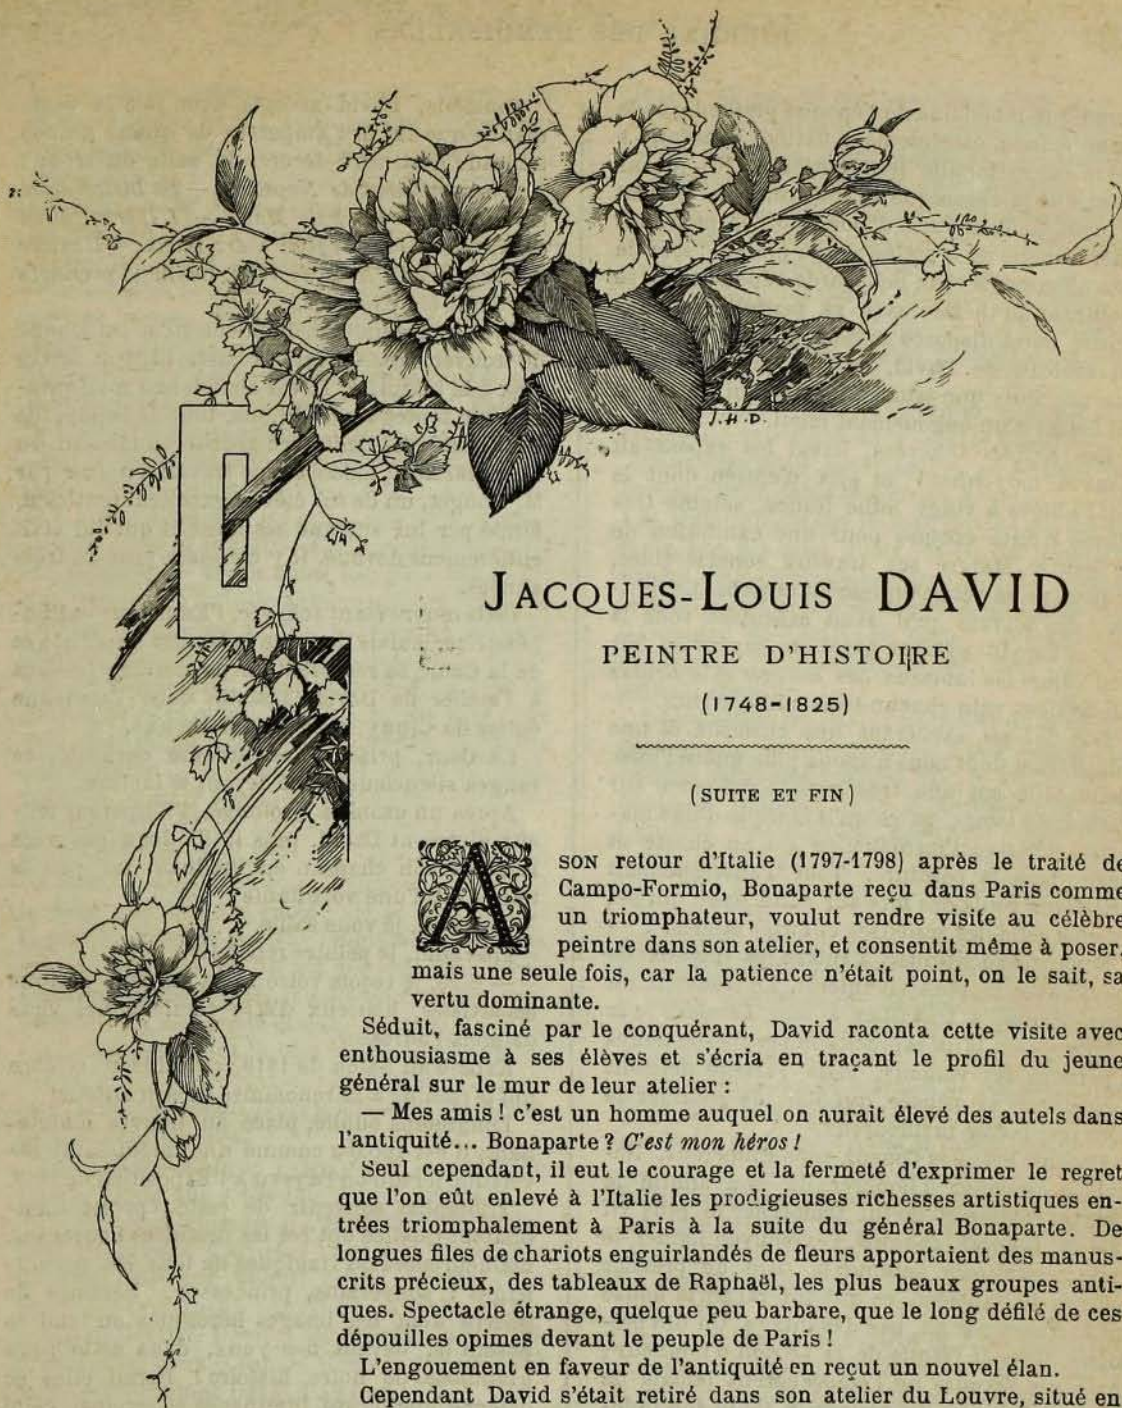 J.H.D.
JACQUES-LOUIS DAVID
PEINTRE D'HISTOIRE
(1748-1825)
(SUITE ET FIN)
A SON retour d'Italie (1797-1798) après le traité de
Campo-Formio, Bonaparte reçu dans Paris comme
un triomphateur, voulut rendre visite au célèbre
peintre dans son atelier, et consentit même à poser,
mais une seule fois, car la patience n'était point, on le sait, sa
vertu dominante.
Séduit, fasciné par le conquérant, David raconta cette visite avec
enthousiasme à ses élèves et s'écria en traçant le profil du jeune
général sur le mur de leur atelier :
— Mes amis ! c'est un homme auquel on aurait élevé des autels dans
l'antiquité... Bonaparte ? C'est mon héros !
Seul cependant, il eut le courage et la fermeté d'exprimer le regret
que l'on eût enlevé à l'Italie les prodigieuses richesses artistiques en-
trées triomphalement à Paris à la suite du général Bonaparte. De
longues files de chariots enguirlandés de fleurs apportaient des manus-
crits précieux, des tableaux de Raphaël, les plus beaux groupes anti-
ques. Spectacle étrange, quelque peu barbare, que le long défilé de ces
dépouilles opimes devant le peuple de Paris !
L'engouement en faveur de l'antiquité en reçut un nouvel élan.
Cependant David s'était retiré dans son atelier du Louvre, situé en